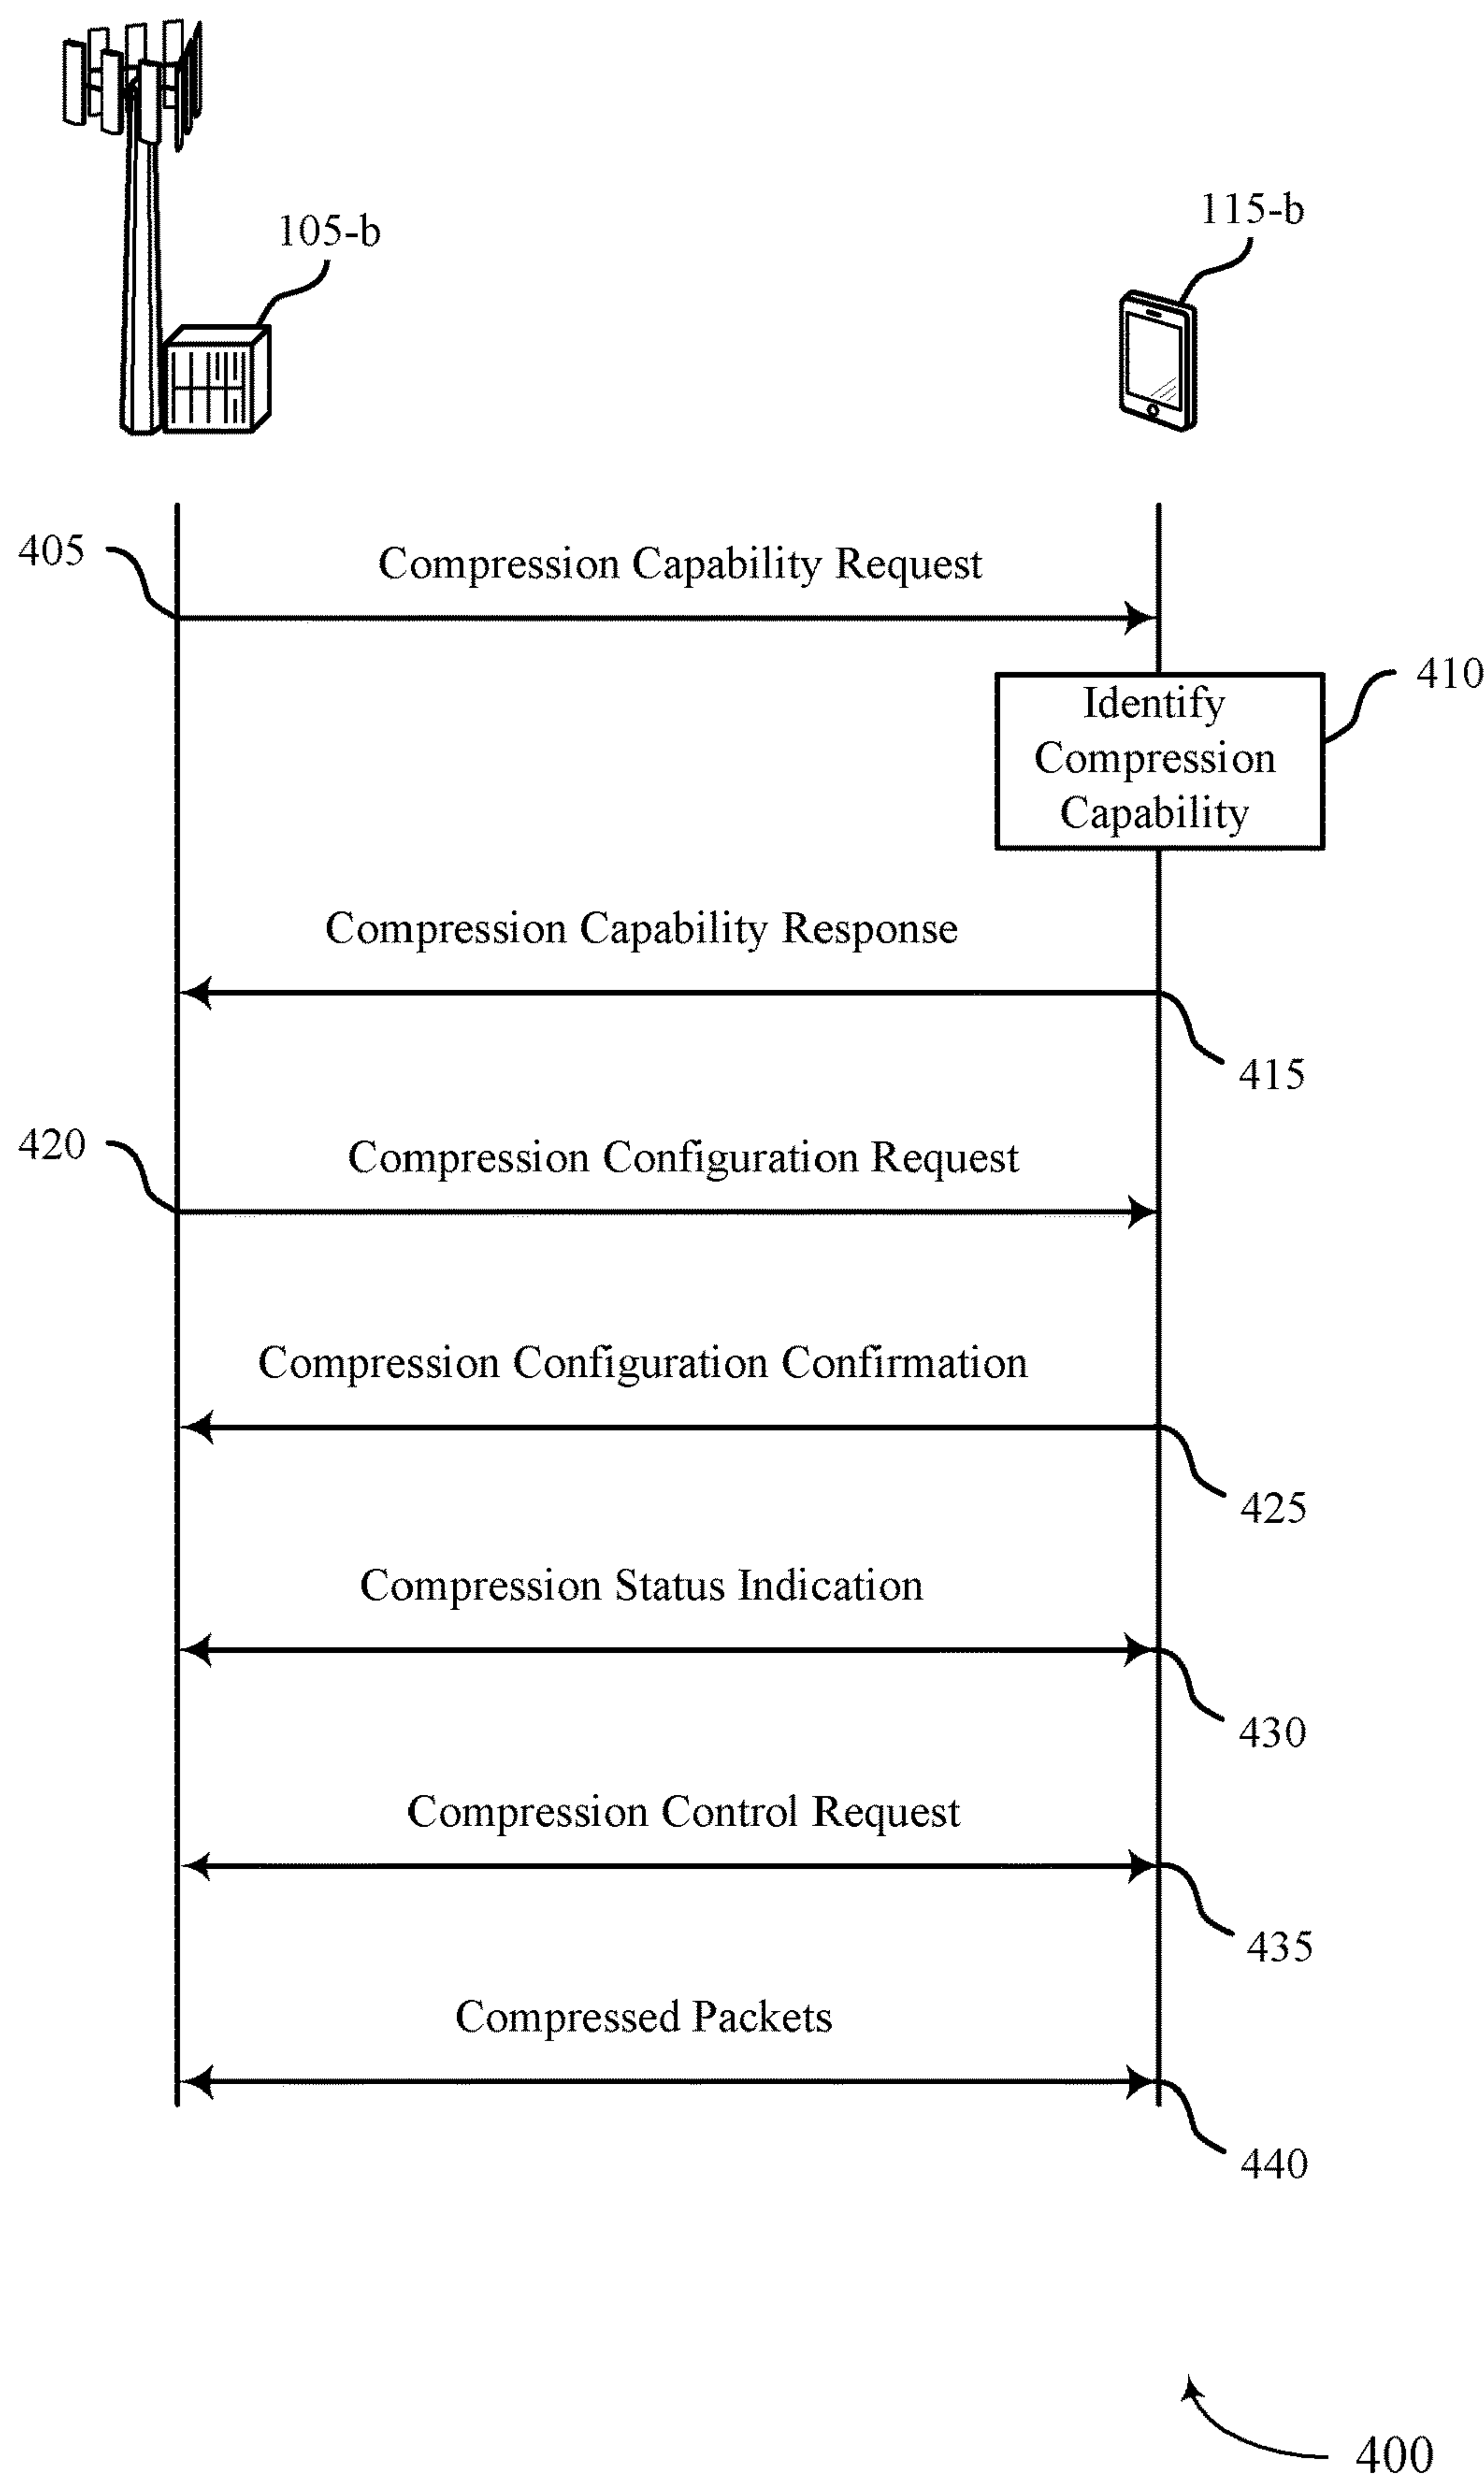 115-b
105-b
405
Compression Capability Request
410
Identify
Compression
Capability
Compression Capability Response
415
420
Compression Configuration Request
Compression Configuration Confirmation
425
Compression Status Indication
430
Compression Control Request
435
Compressed Packets
440
400